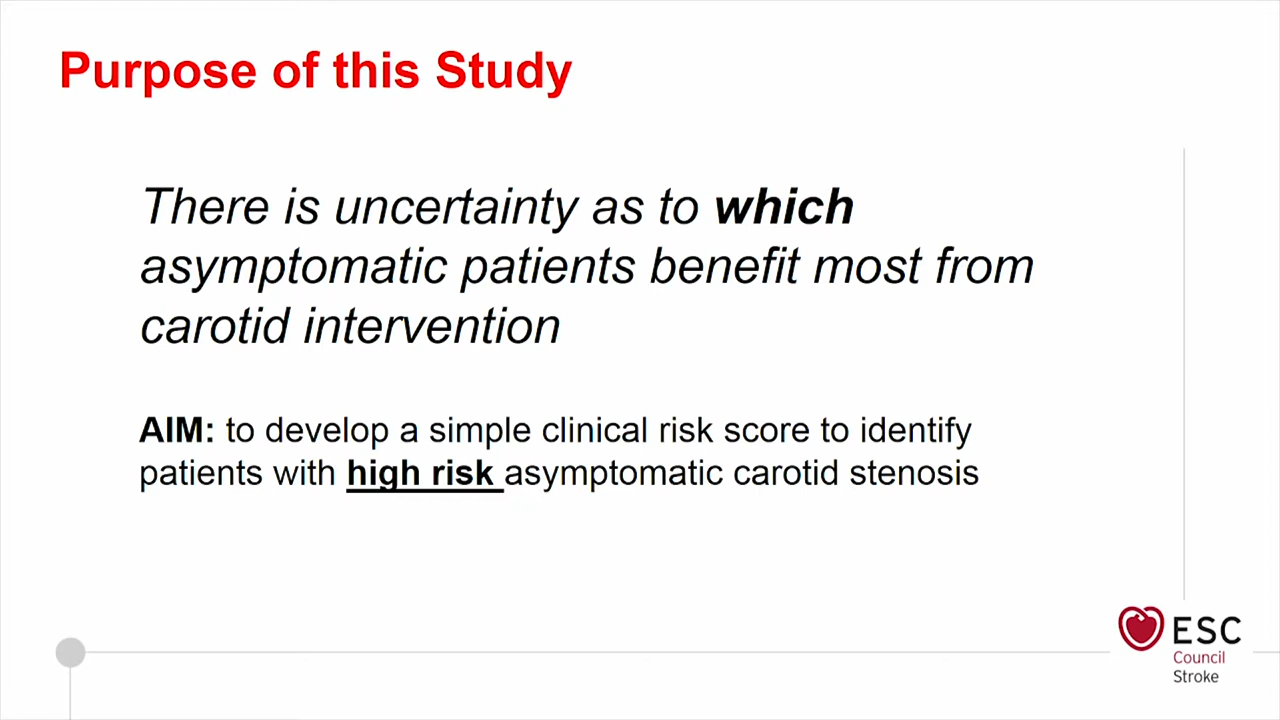 Purpose of this Study
There is uncertainty as to which
asymptomatic patients benefit most from
carotid intervention
AIM: to develop a simple clinical risk score to identify
patients with high risk asymptomatic carotid stenosis
ESC
Council
Stroke